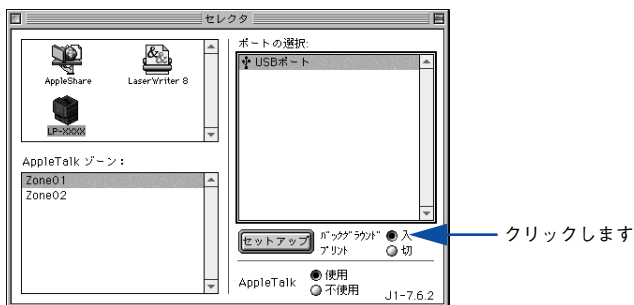 セレクタ
AppleShare
LaserWriter 8
LP-XXXX
AppleTalk ゾーン：
Zone01
Zone02
ポートの選択:
USBポート
セットアップ
バックグラウンド
プリント
入
切
クリックします
AppleTalk
使用
不使用
J1-7.6.2